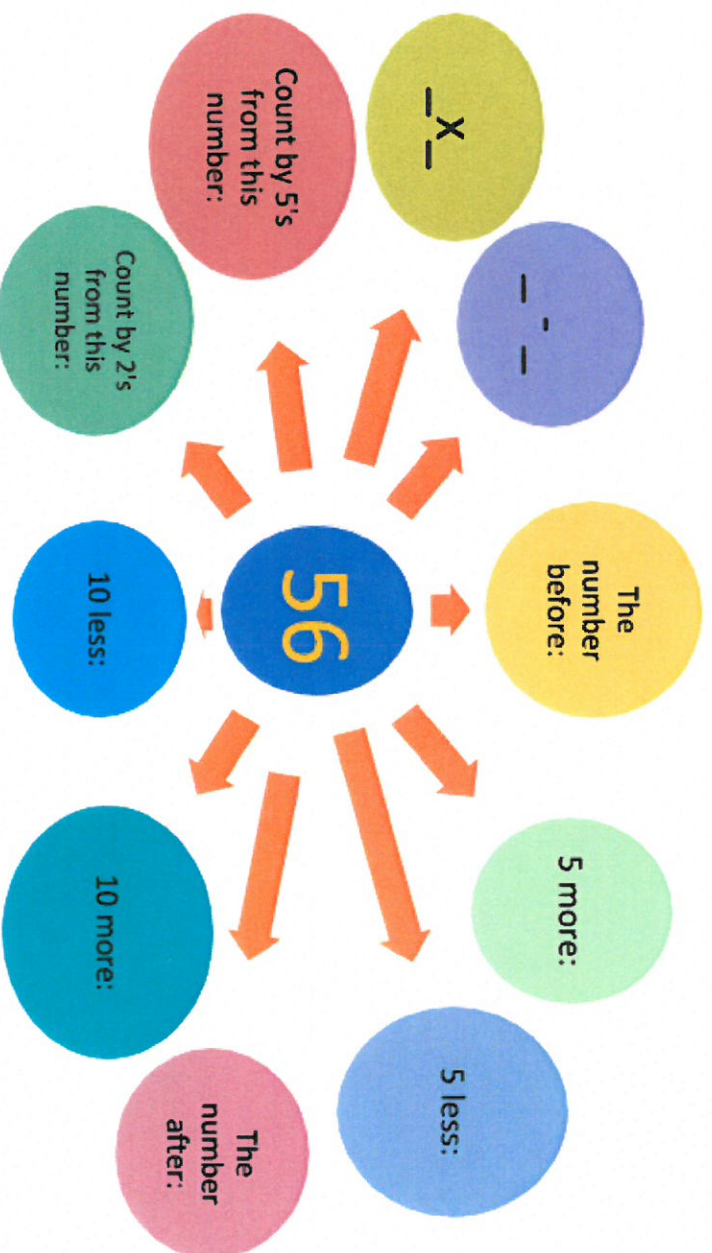 The
number
before:
5 more:
5 less:
The
number
after:
10 more:
10 less:
Count by 2's
from this
number:
Count by 5's
from this
number:
_X_
_ - _
56